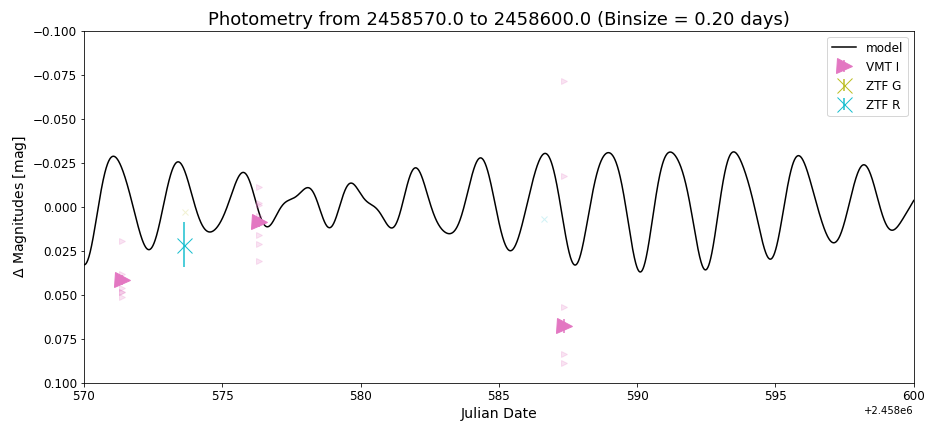 Photometry from 2458570.0 to 2458600.0 (Binsize = 0.20 days)
−0.100
−0.075
−0.050
−0.025
0.000
0.025
0.050
0.075
0.100
Δ Magnitudes [mag]
model
VMT I
ZTF G
ZTF R
570
575
580
585
590
595
600
+2.458e6
Julian Date